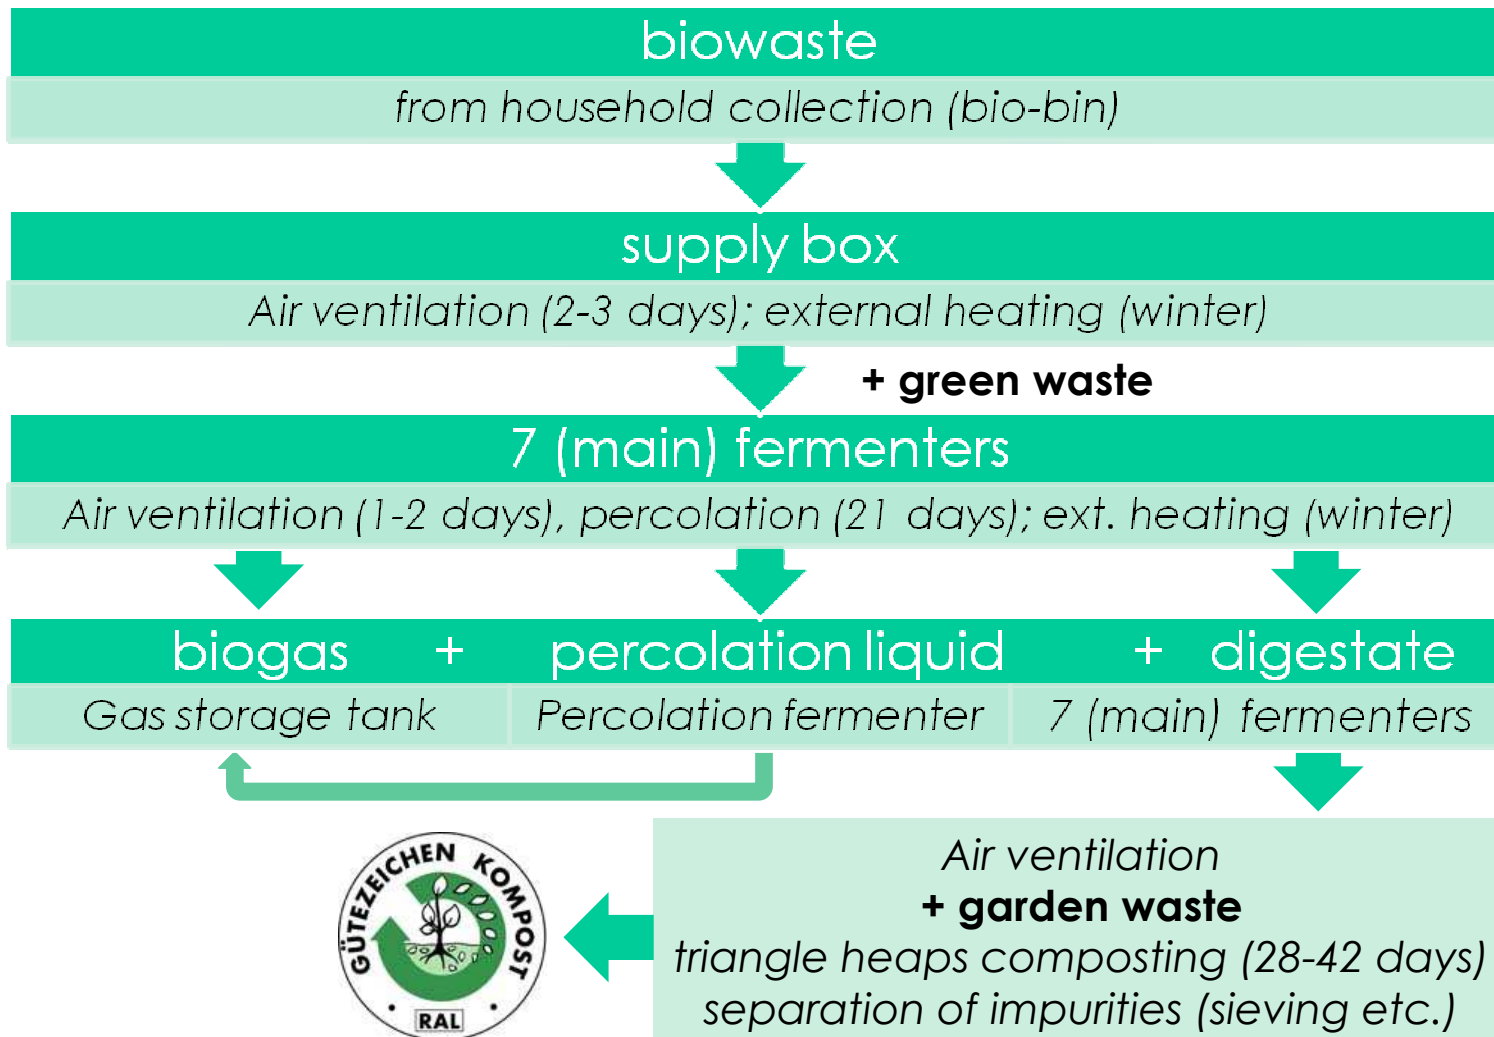 biowaste
from household collection (bio-bin)
supply box
Air ventilation (2-3 days); external heating (winter)
+ green waste
7 (main) fermenters
Air ventilation (1-2 days), percolation (21 days); ext. heating (winter)
biogas + percolation liquid + digestate
Gas storage tank Percolation fermenter 7 (main) fermenters
Air ventilation
+ garden waste
triangle heaps composting (28-42 days)
separation of impurities (sieving etc.)
GÜTEZEICHEN KOMPOST
· RAL ·